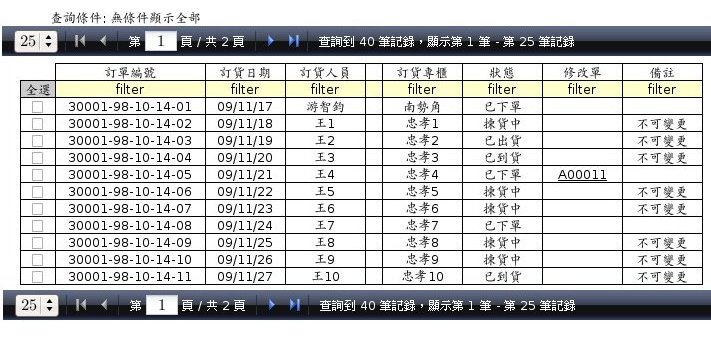 查詢條件: 無條件顯示全部
25 第 1 頁 / 共 2 頁 查詢到 40 筆記錄，顯示第 1 筆 - 第 25 筆記錄
訂單編號 訂貨日期 訂貨人員 訂貨專櫃 狀態 修改單 備註
全選 filter filter filter filter filter filter filter
30001-98-10-14-01 09/11/17 游智鈞 南勢角 已下單
30001-98-10-14-02 09/11/18 王1 忠孝1 揀貨中 不可變更
30001-98-10-14-03 09/11/19 王2 忠孝2 已出貨 不可變更
30001-98-10-14-04 09/11/20 王3 忠孝3 已到貨 不可變更
30001-98-10-14-05 09/11/21 王4 忠孝4 已下單 A00011
30001-98-10-14-06 09/11/22 王5 忠孝5 揀貨中 不可變更
30001-98-10-14-07 09/11/23 王6 忠孝6 揀貨中 不可變更
30001-98-10-14-08 09/11/24 王7 忠孝7 已下單
30001-98-10-14-09 09/11/25 王8 忠孝8 揀貨中 不可變更
30001-98-10-14-10 09/11/26 王9 忠孝9 揀貨中 不可變更
30001-98-10-14-11 09/11/27 王10 忠孝10 已到貨 不可變更
25 第 1 頁 / 共 2 頁 查詢到 40 筆記錄，顯示第 1 筆 - 第 25 筆記錄